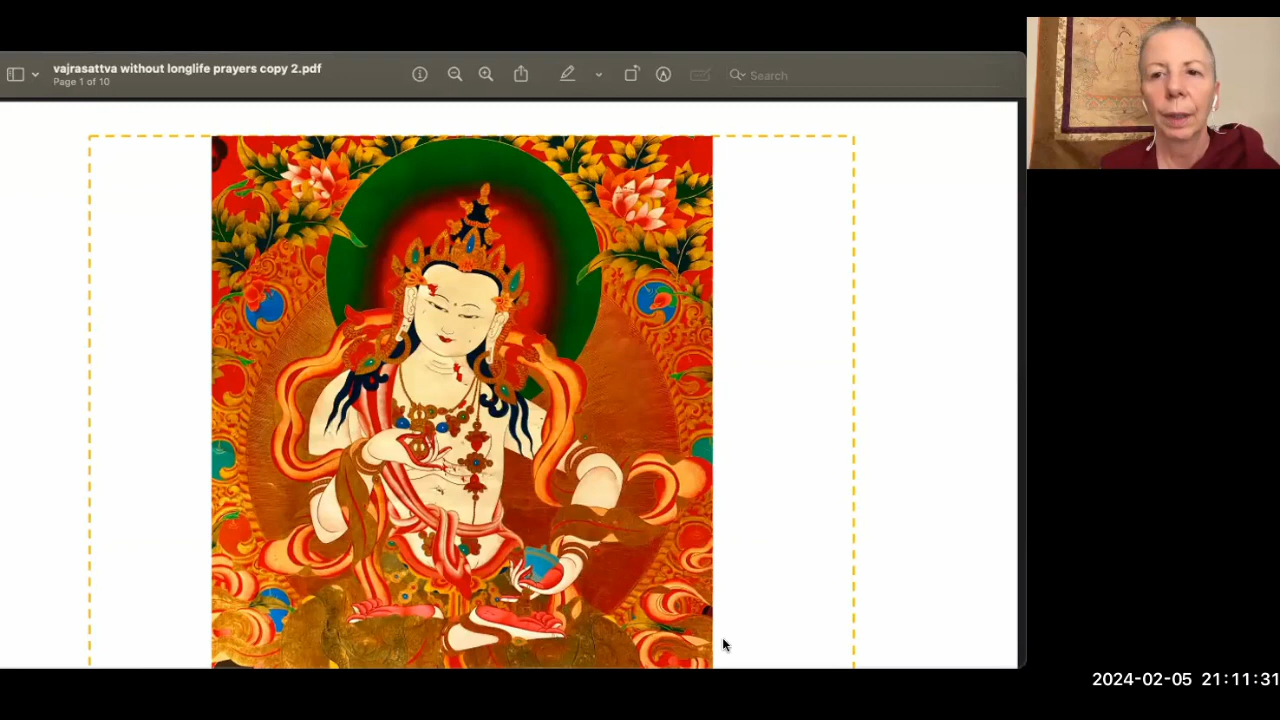 vajrasattva without longlife prayers copy 2.pdf
Page 1 of 10
Search
2024-02-05 21:11:31